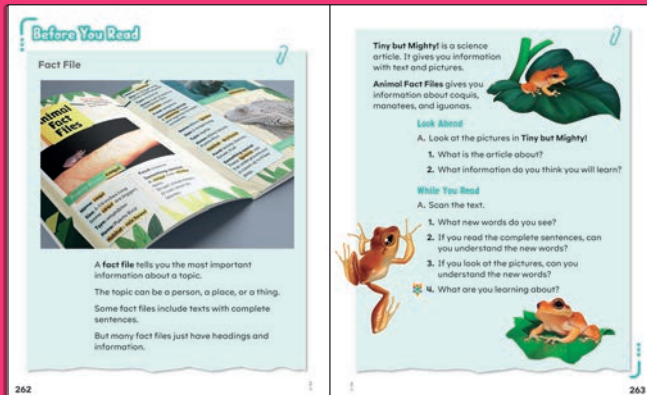 Before You Read
Fact File
Animal
Fact
Files
A fact file tells you the most important
information about a topic.
The topic can be a person, a place, or a thing.
Some fact files include texts with complete
sentences.
But many fact files just have headings and
information.
262
Tiny but Mighty! is a science
article. It gives you information
with text and pictures.
Animal Fact Files gives you
information about coquis,
manatees, and iguanas.
Look Ahead
A. Look at the pictures in Tiny but Mighty!
1. What is the article about?
2. What information do you think you will learn?
While You Read
A. Scan the text.
1. What new words do you see?
2. If you read the complete sentences, can
you understand the new words?
3. If you look at the pictures, can you
understand the new words?
4. What are you learning about?
263